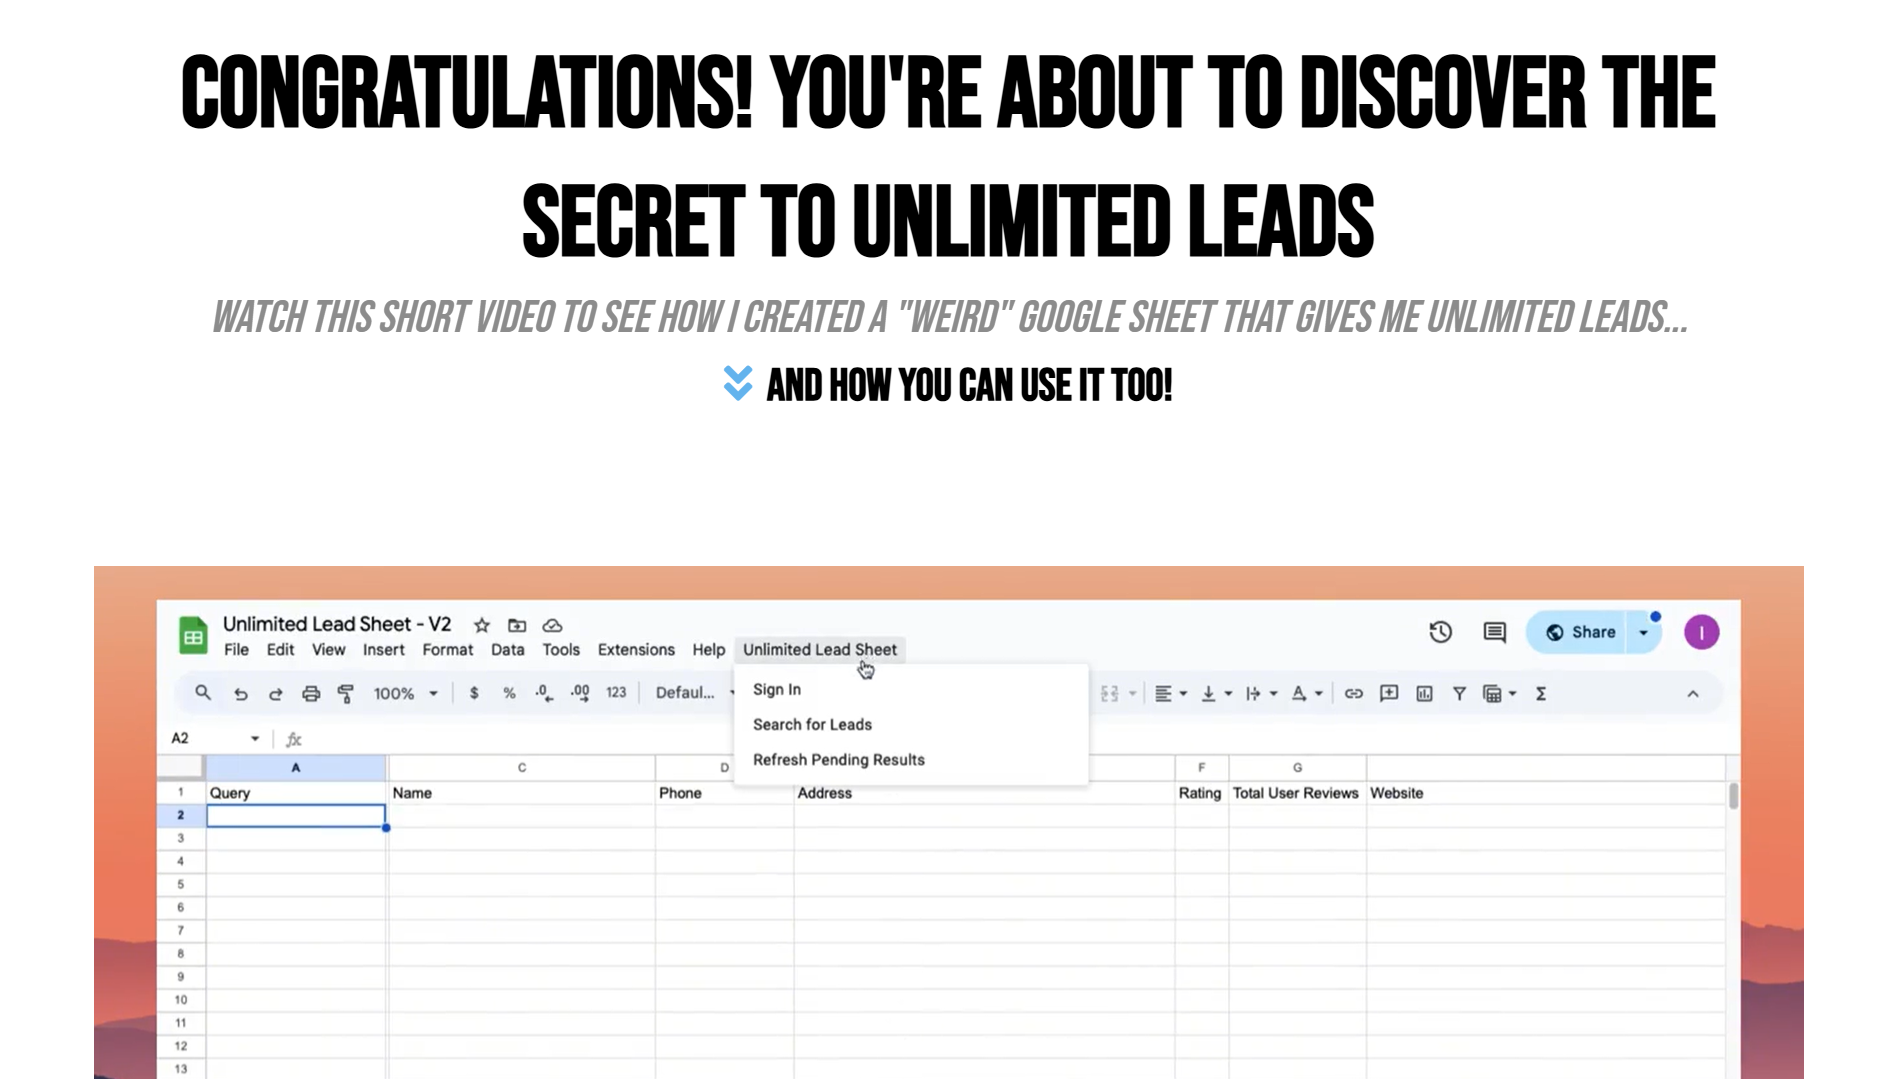 CONGRATULATIONS! YOU'RE ABOUT TO DISCOVER THE
SECRET TO UNLIMITED LEADS
WATCH THIS SHORT VIDEO TO SEE HOW I CREATED A "WEIRD" GOOGLE SHEET THAT GIVES ME UNLIMITED LEADS...
AND HOW YOU CAN USE IT TOO!
Unlimited Lead Sheet - V2
File Edit View Insert Format Data Tools Extensions Help Unlimited Lead Sheet
Share
I
Sign In
Search for Leads
Refresh Pending Results
100% $ % .0 .00 123 Defaul...
A2 fx
A C D F G
1 Query Name Phone Address Rating Total User Reviews Website
2
3
4
5
6
7
8
9
10
11
12
13